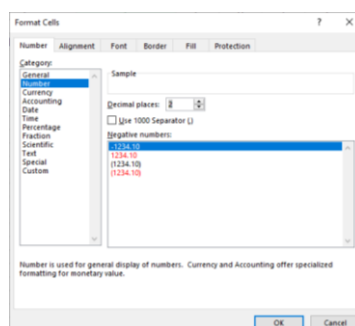 Format Cells
? X
Number Alignment Font Border Fill Protection
Category:
General
Number
Currency
Accounting
Date
Time
Percentage
Fraction
Scientific
Text
Special
Custom
Sample
Decimal places: 2
Use 1000 Separator (,)
Negative numbers:
-1234.10
1234.10
(1234.10)
(1234.10)
Number is used for general display of numbers. Currency and Accounting offer specialized
formatting for monetary value.
OK Cancel